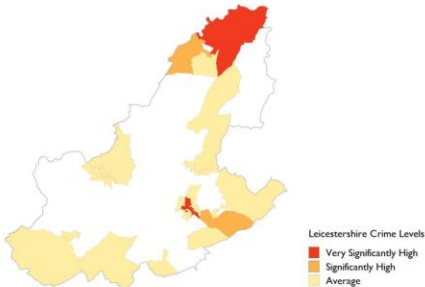 Leicestershire Crime Levels
Very Significantly High
Significantly High
Average